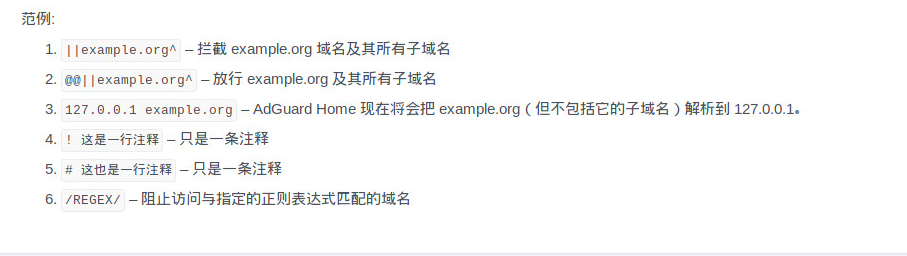 范例:
1. ||example.org^ – 拦截 example.org 域名及其所有子域名
2. @@||example.org^ – 放行 example.org 及其所有子域名
3. 127.0.0.1 example.org – AdGuard Home 现在将会把 example.org（但不包括它的子域名）解析到 127.0.0.1。
4. ! 这是一行注释 – 只是一条注释
5. # 这也是一行注释 – 只是一条注释
6. /REGEX/ – 阻止访问与指定的正则表达式匹配的域名